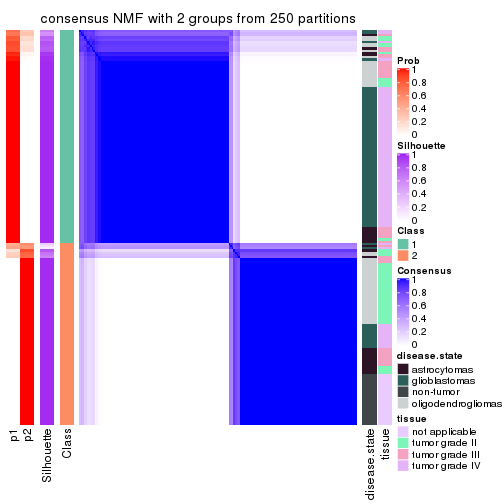 consensus NMF with 2 groups from 250 partitions
Prob
1
0.8
0.6
0.4
0.2
0
Silhouette
1
0.8
0.6
0.4
0.2
0
Class
1
2
Consensus
1
0.8
0.6
0.4
0.2
0
disease.state
astrocytomas
glioblastomas
non-tumor
oligodendrogliomas
tissue
not applicable
tumor grade II
tumor grade III
tumor grade IV
p1
p2
Silhouette
Class
disease.state
tissue